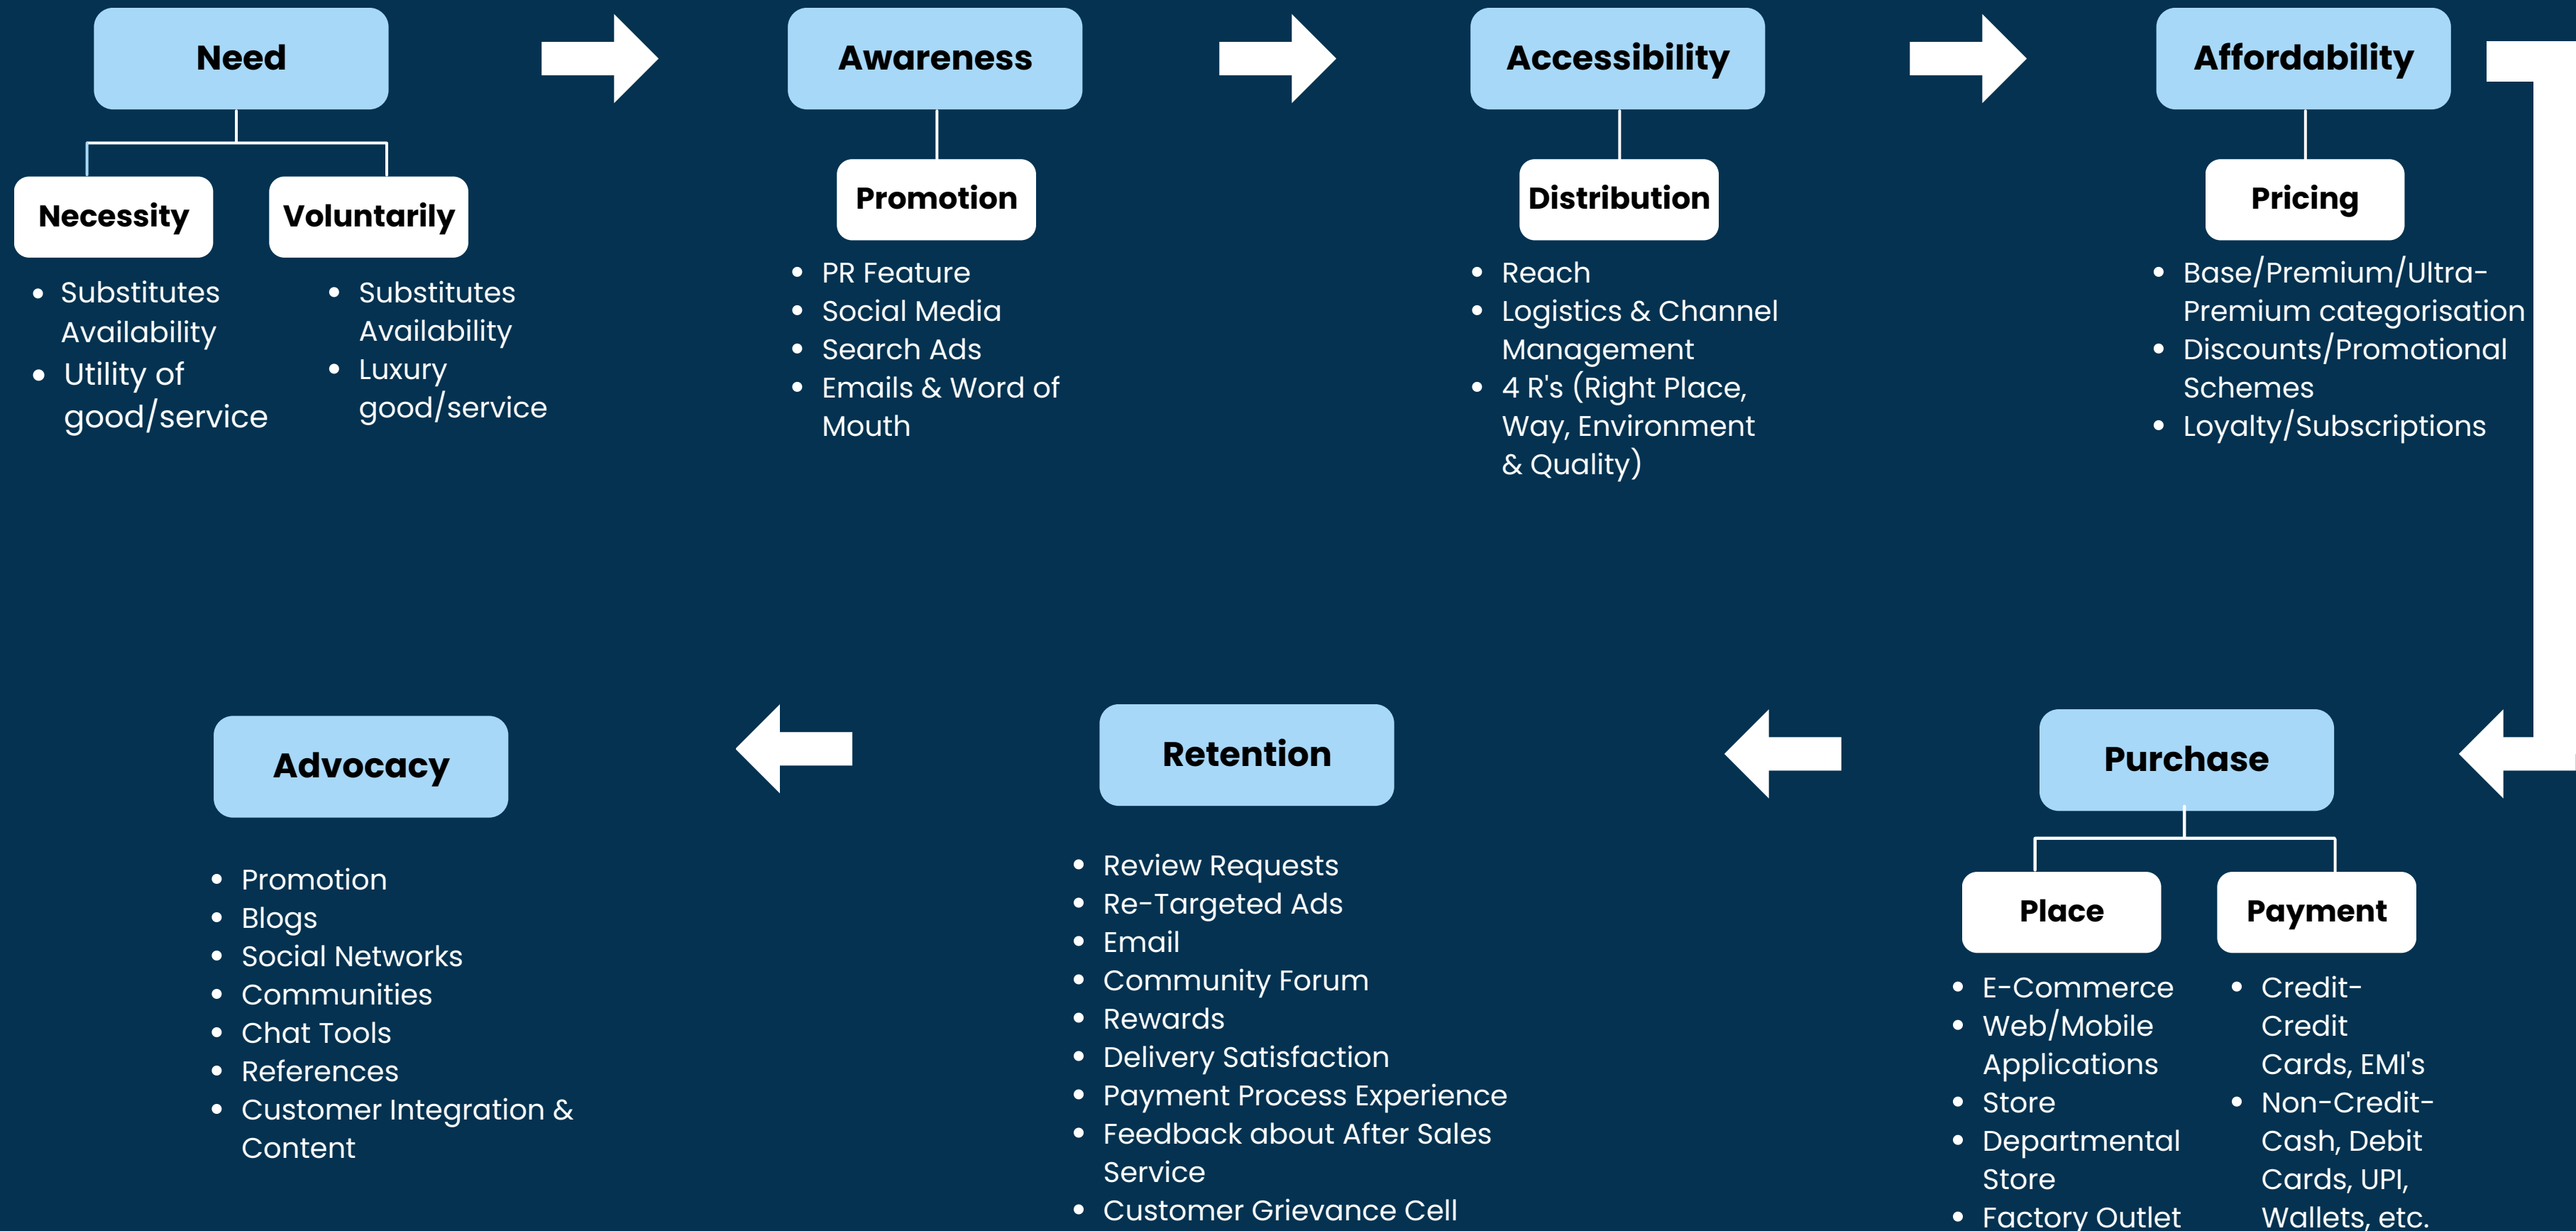 Need
Necessity
Substitutes
Availability
Utility of
good/service
Voluntarily
Substitutes
Availability
Luxury
good/service
Awareness
Promotion
PR Feature
Social Media
Search Ads
Emails & Word of
Mouth
Accessibility
Distribution
Reach
Logistics & Channel
Management
4 R's (Right Place,
Way, Environment
& Quality)
Affordability
Pricing
Base/Premium/Ultra-
Premium categorisation
Discounts/Promotional
Schemes
Loyalty/Subscriptions
Purchase
Place
E-Commerce
Web/Mobile
Applications
Store
Departmental
Store
Factory Outlet
Payment
Credit-
Credit
Cards, EMI's
Non-Credit-
Cash, Debit
Cards, UPI,
Wallets, etc.
Retention
Review Requests
Re-Targeted Ads
Email
Community Forum
Rewards
Delivery Satisfaction
Payment Process Experience
Feedback about After Sales
Service
Customer Grievance Cell
Advocacy
Promotion
Blogs
Social Networks
Communities
Chat Tools
References
Customer Integration &
Content